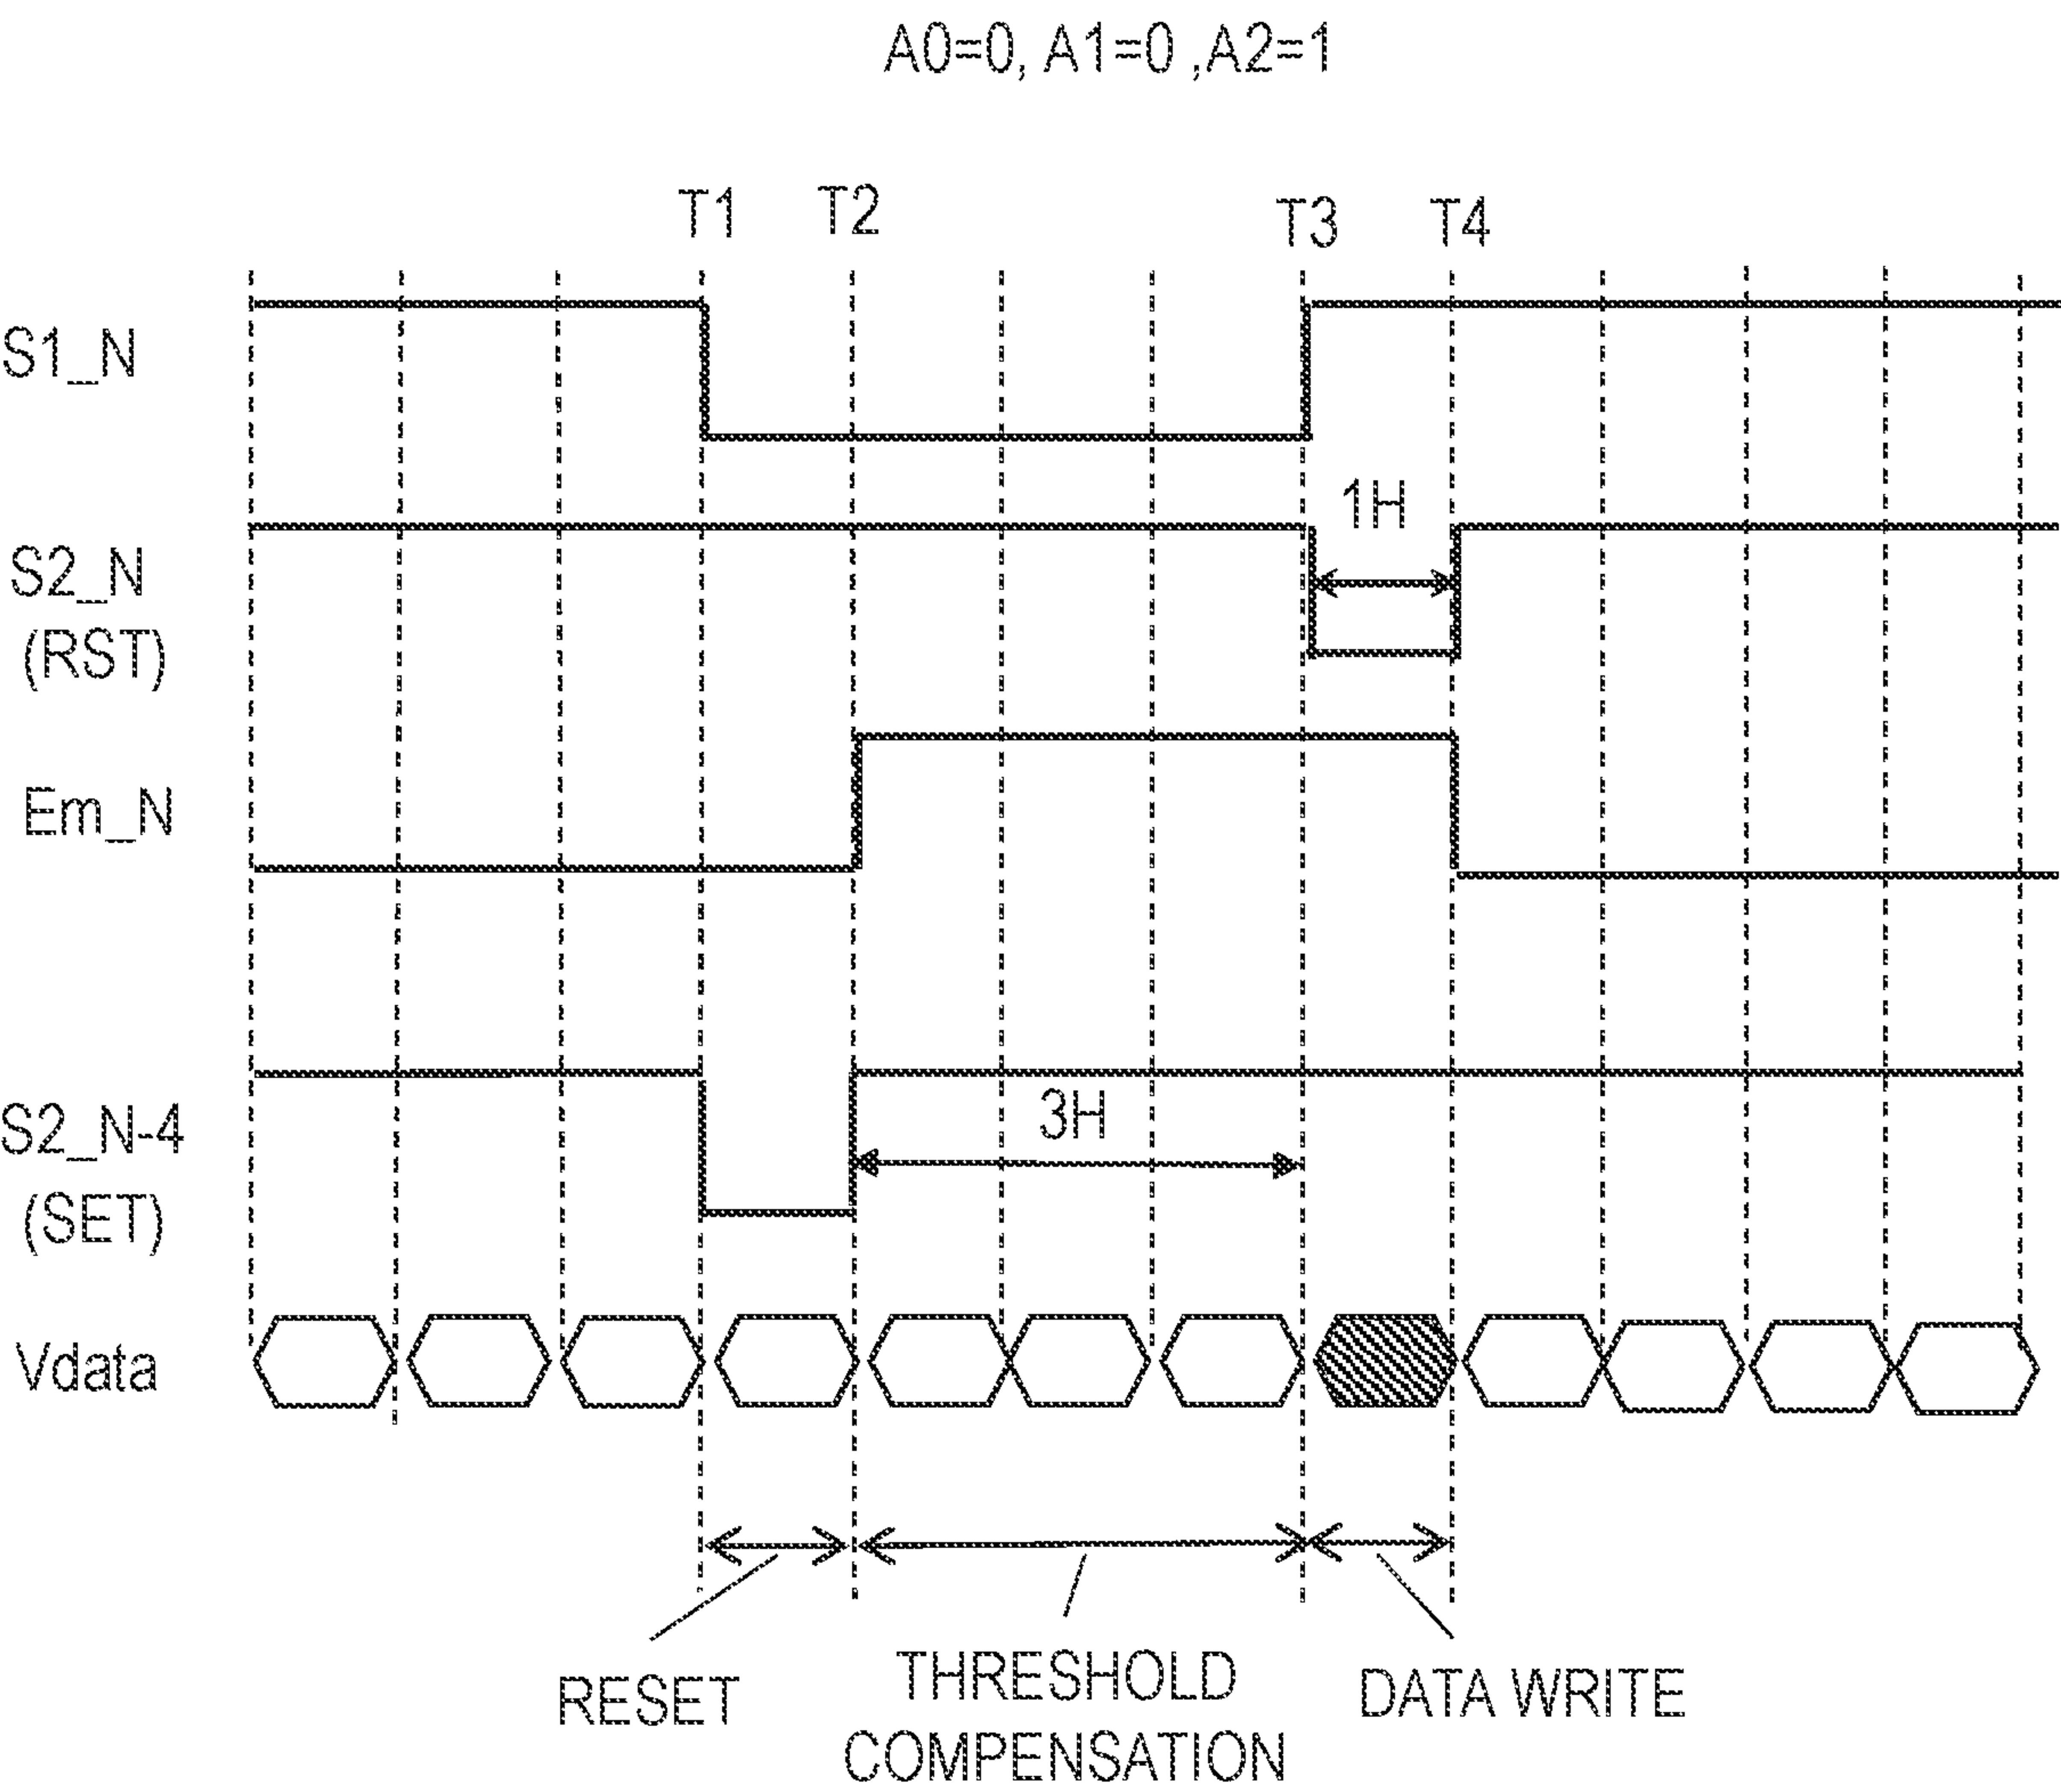 A0=0, A1=0 ,A2=1
T1 T2 T3 T4
S1_N
1H
S2_N
(RST)
Em_N
3H
S2_N-4
(SET)
Vdata
RESET
THRESHOLD
COMPENSATION
DATA WRITE